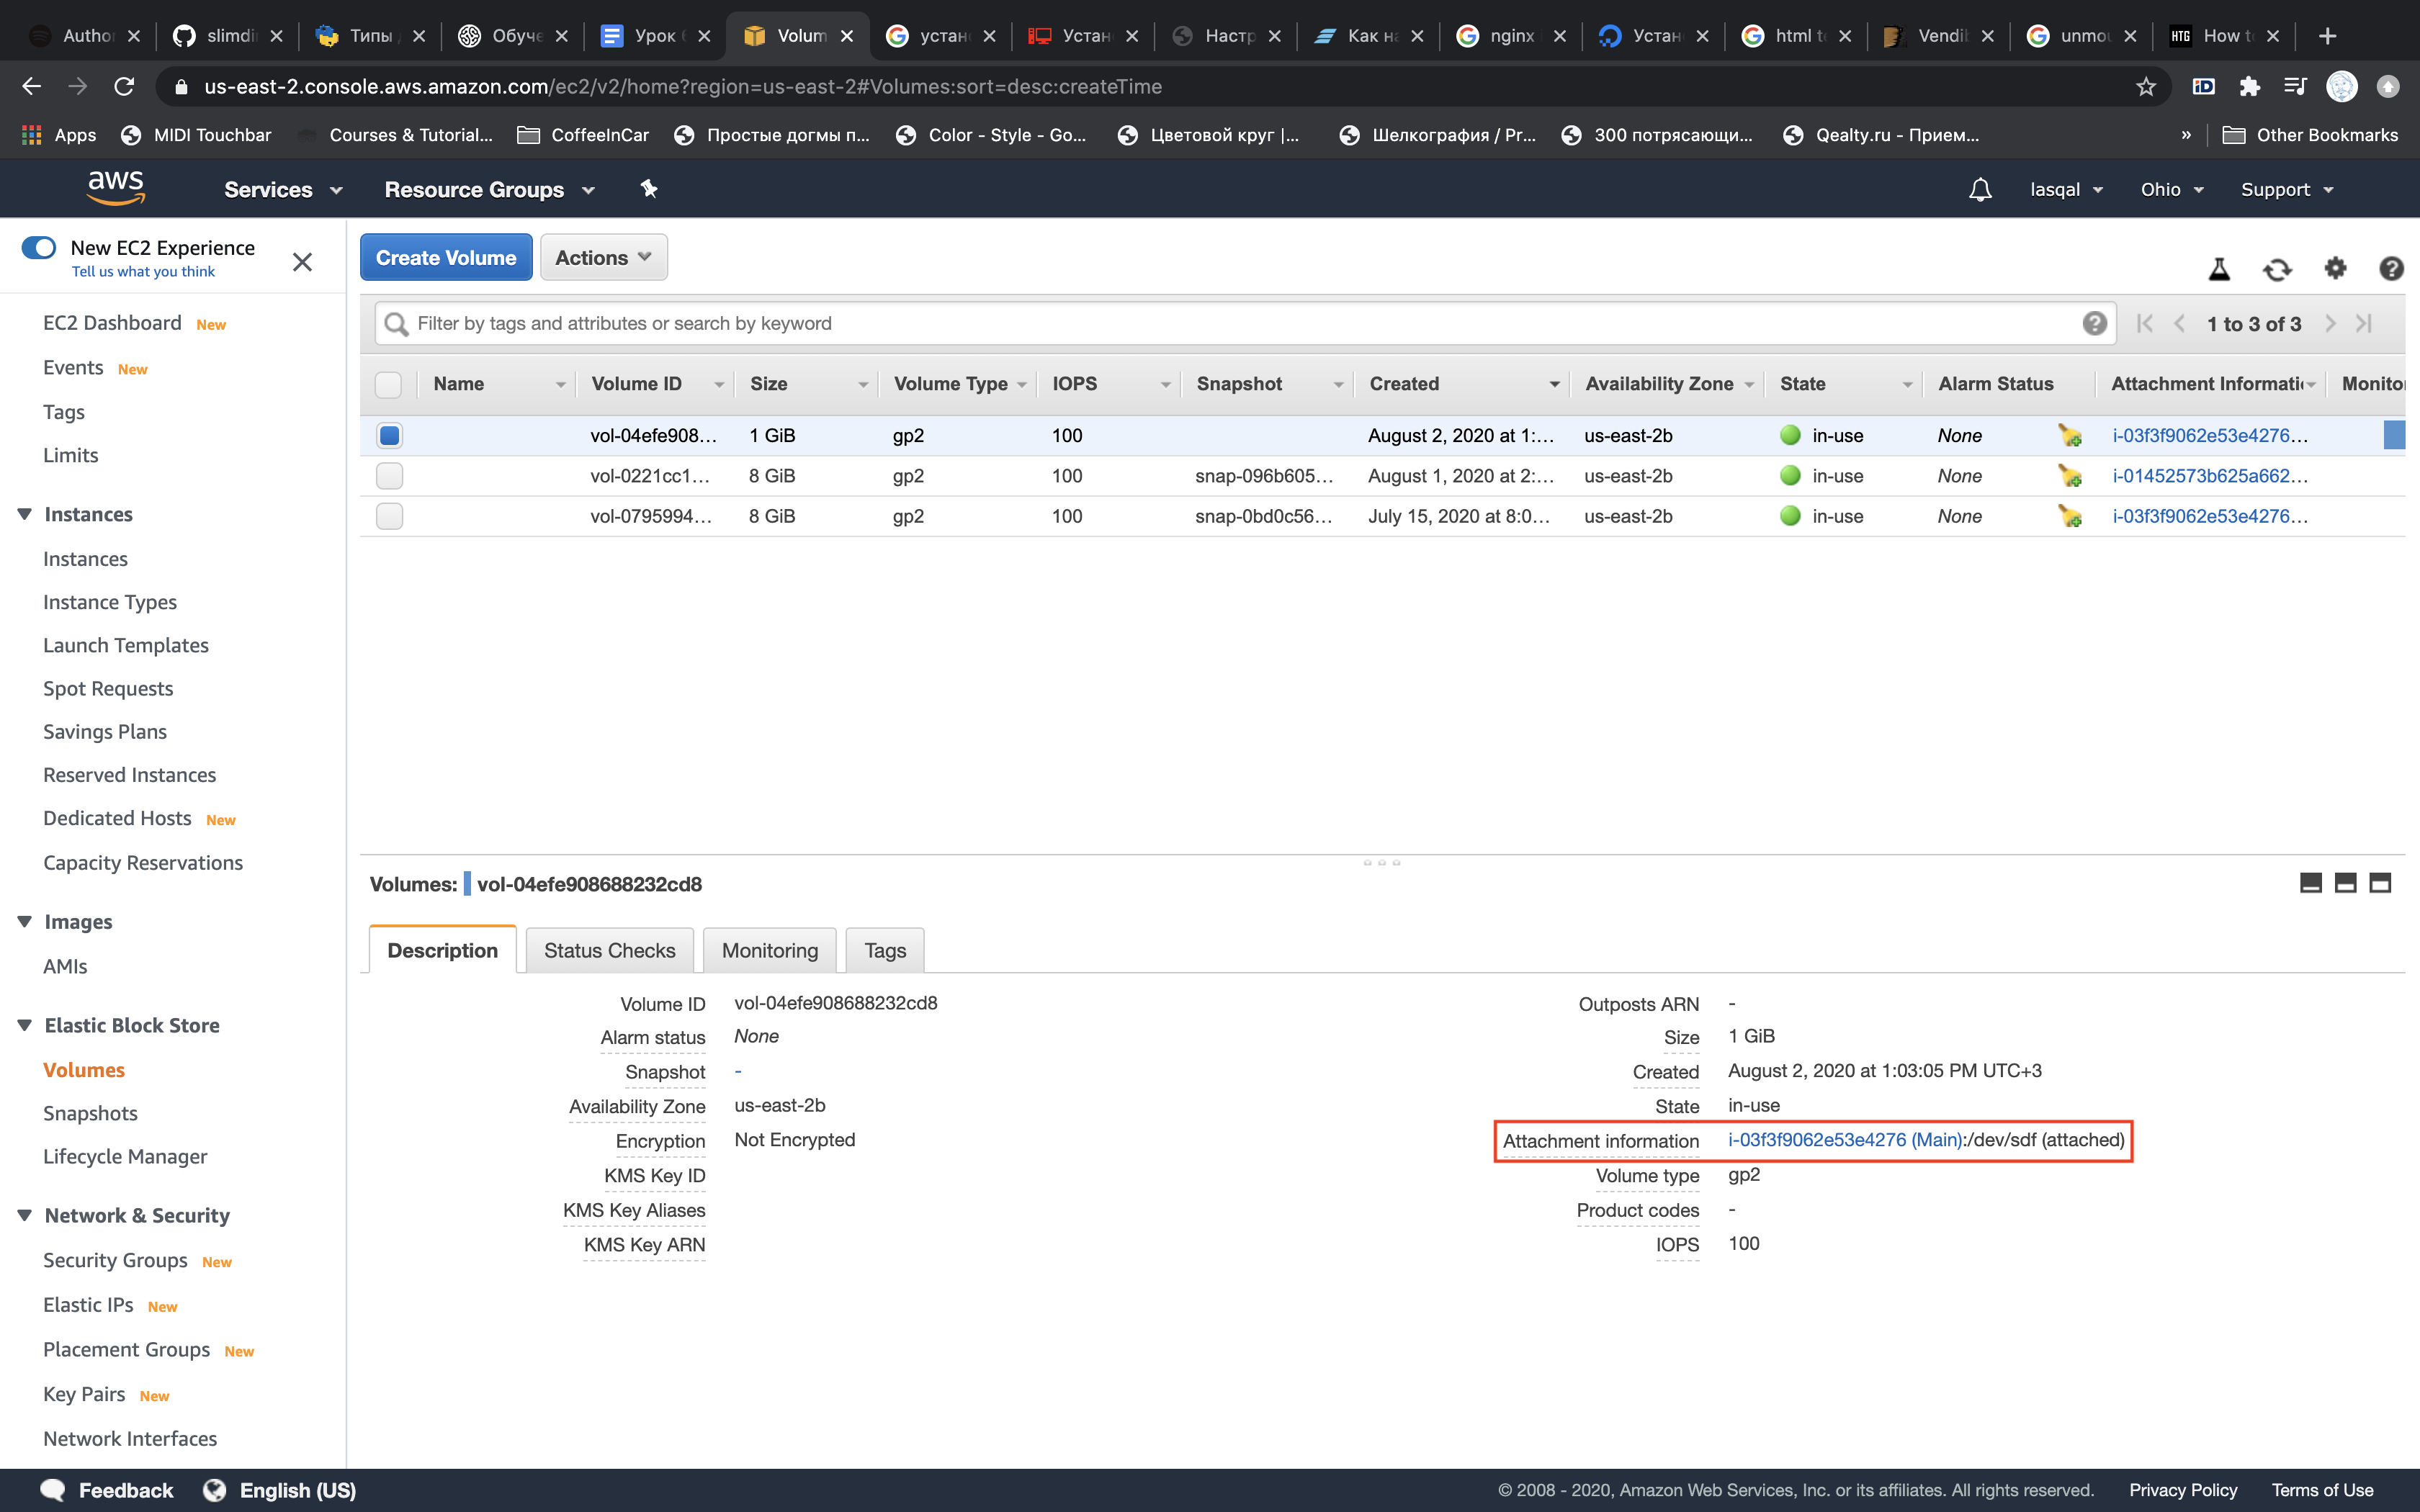 Author
slimdi
Типы
Обуче
Урок 6
Volum
устан
Устан
Настр
Как на
nginx
Устан
html te
Vendi
unmou
HTG
How to
us-east-2.console.aws.amazon.com/ec2/v2/home?region=us-east-2#Volumes:sort=desc:createTime
iD
Apps
MIDI Touchbar
Courses & Tutorial...
CoffeeInCar
Простые догмы п...
Color - Style - Go...
Цветовой круг |...
Шелкография / Pr...
300 потрясающи...
Qealty.ru - Прием...
»
Other Bookmarks
aws
Services
Resource Groups
lasqal
Ohio
Support
New EC2 Experience
Tell us what you think
Create Volume
Actions
Filter by tags and attributes or search by keyword
1 to 3 of 3
Name Volume ID Size Volume Type IOPS Snapshot Created Availability Zone State Alarm Status Attachment Informati Monitor
vol-04efe908... 1 GiB gp2 100 August 2, 2020 at 1:... us-east-2b in-use None i-03f3f9062e53e4276...
vol-0221cc1... 8 GiB gp2 100 snap-096b605... August 1, 2020 at 2:... us-east-2b in-use None i-01452573b625a662...
vol-0795994... 8 GiB gp2 100 snap-0bd0c56... July 15, 2020 at 8:0... us-east-2b in-use None i-03f3f9062e53e4276...
EC2 Dashboard New
Events New
Tags
Limits
Instances
Instances
Instance Types
Launch Templates
Spot Requests
Savings Plans
Reserved Instances
Dedicated Hosts New
Capacity Reservations
Images
AMIs
Elastic Block Store
Volumes
Snapshots
Lifecycle Manager
Network & Security
Security Groups New
Elastic IPs New
Placement Groups New
Key Pairs New
Network Interfaces
Volumes: vol-04efe908688232cd8
Description
Status Checks
Monitoring
Tags
Volume ID vol-04efe908688232cd8
Alarm status None
Snapshot -
Availability Zone us-east-2b
Encryption Not Encrypted
KMS Key ID
KMS Key Aliases
KMS Key ARN
Outposts ARN -
Size 1 GiB
Created August 2, 2020 at 1:03:05 PM UTC+3
State in-use
Attachment information i-03f3f9062e53e4276 (Main):/dev/sdf (attached)
Volume type gp2
Product codes -
IOPS 100
Feedback
English (US)
© 2008 - 2020, Amazon Web Services, Inc. or its affiliates. All rights reserved.
Privacy Policy
Terms of Use